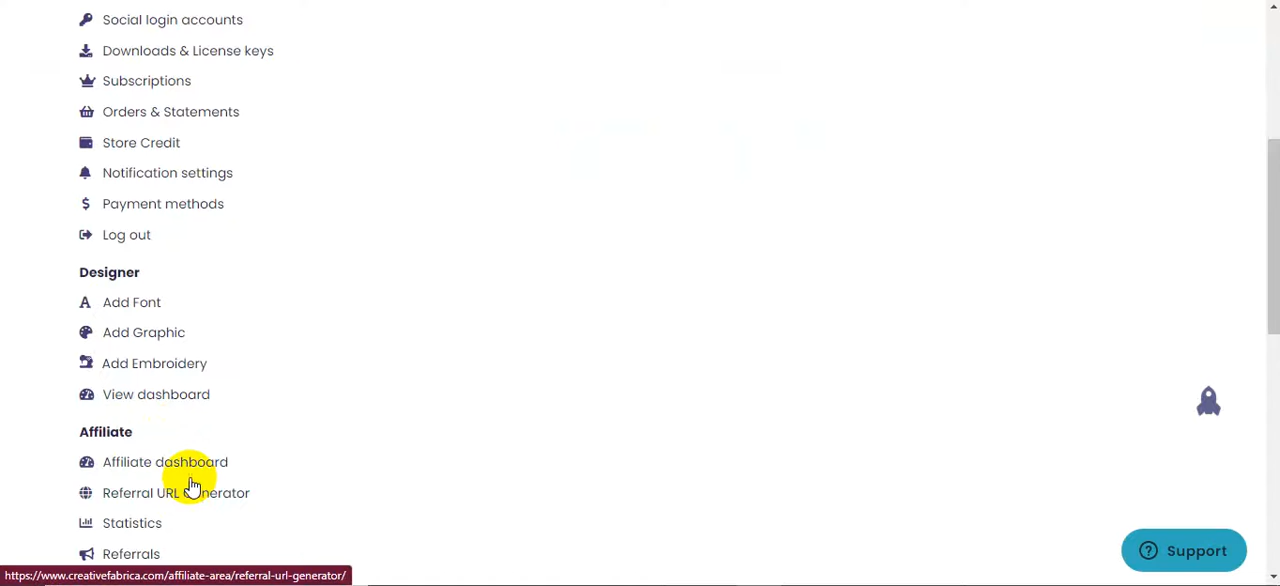 Social login accounts
Downloads & License keys
Subscriptions
Orders & Statements
Store Credit
Notification settings
Payment methods
Log out
Designer
Add Font
Add Graphic
Add Embroidery
View dashboard
Affiliate
Affiliate dashboard
Referral URL Generator
Statistics
Referrals
Support
https://www.creativefabrica.com/affiliate-area/referral-url-generator/